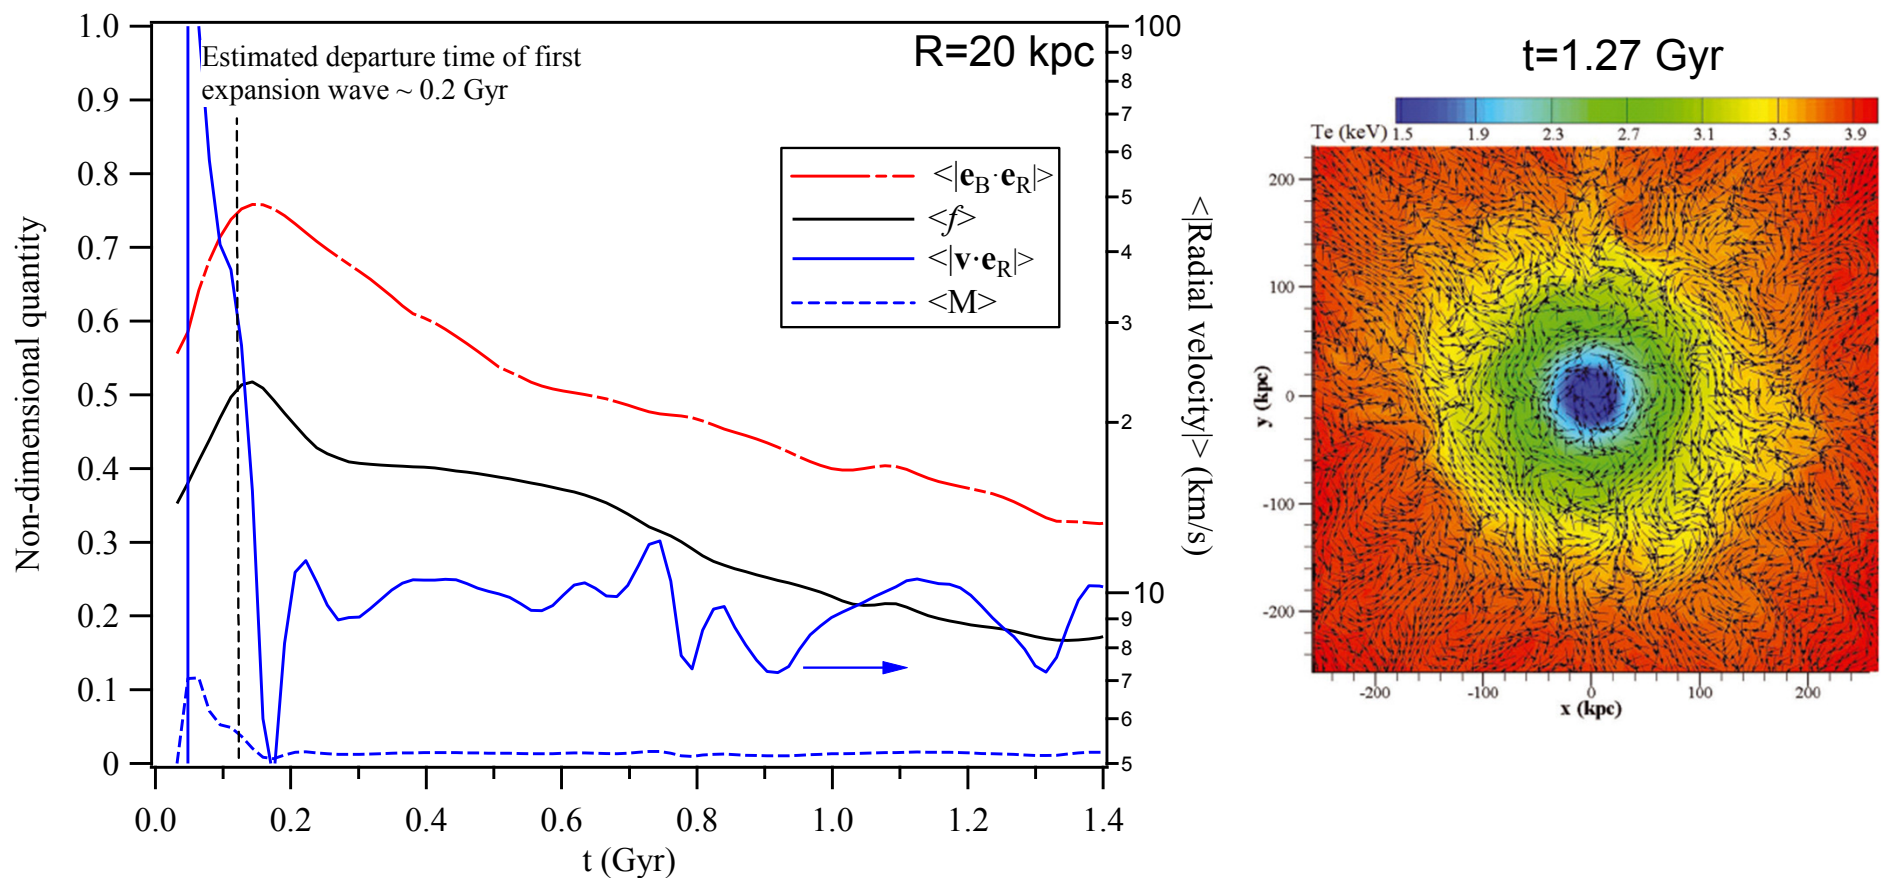 Estimated departure time of first
expansion wave ~ 0.2 Gyr
R=20 kpc
<|e_B·e_R|>
<f>
<|v·e_R|>
<M>
Non-dimensional quantity
1.0
0.9
0.8
0.7
0.6
0.5
0.4
0.3
0.2
0.1
0
0.0 0.2 0.4 0.6 0.8 1.0 1.2 1.4
t (Gyr)
100
9
8
7
6
5
4
3
2
10
9
8
7
6
5
<|Radial velocity|> (km/s)
t=1.27 Gyr
Te (keV) 1.5 1.9 2.3 2.7 3.1 3.5 3.9
y (kpc)
200
100
0
-100
-200
-200 -100 0 100 200
x (kpc)